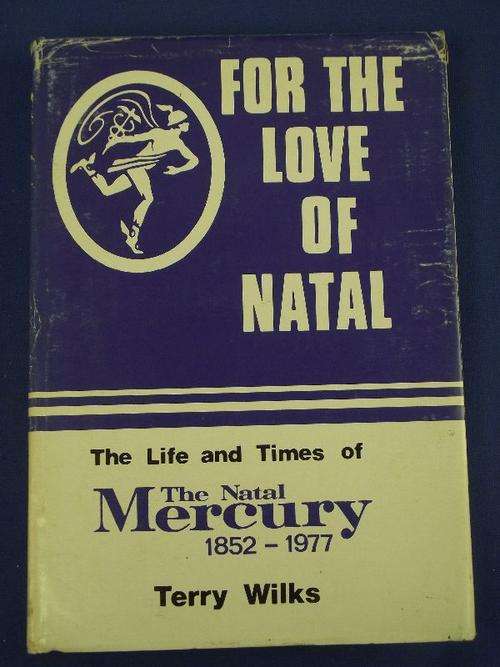 FOR THE
LOVE
OF
NATAL
The Life and Times of
The Natal
Mercury
1852 – 1977
Terry Wilks